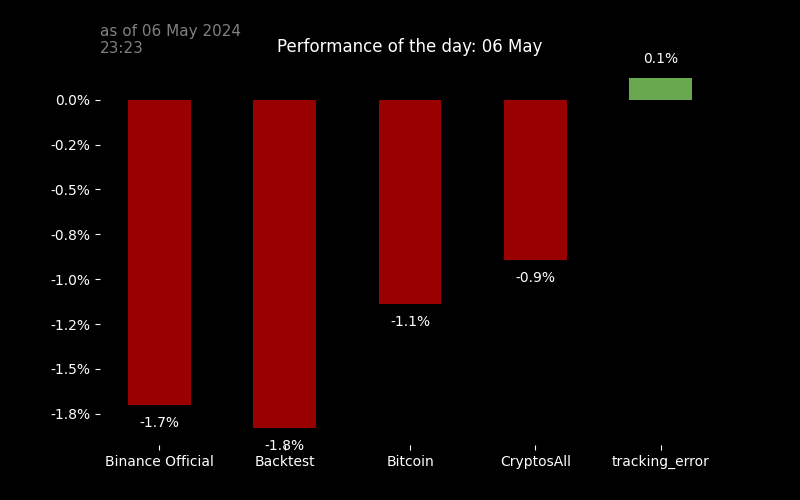 as of 06 May 2024
23:23
Performance of the day: 06 May
0.1%
0.0%
-0.2%
-0.5%
-0.8%
-1.0%
-1.2%
-1.5%
-1.8%
-0.9%
-1.1%
-1.7%
-1.8%
Binance Official
Backtest
Bitcoin
CryptosAll
tracking_error